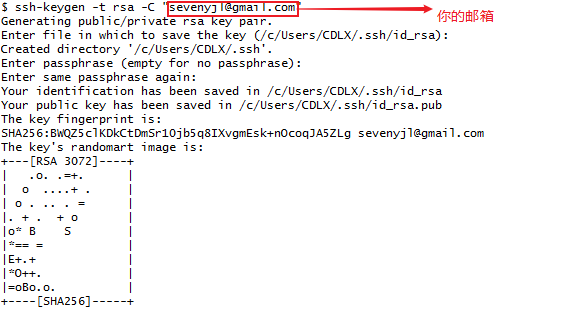 $ ssh-keygen -t rsa -C "sevenyjl@gmail.com" 你的邮箱
Generating public/private rsa key pair.
Enter file in which to save the key (/c/Users/CDLX/.ssh/id_rsa):
Created directory '/c/Users/CDLX/.ssh'.
Enter passphrase (empty for no passphrase):
Enter same passphrase again:
Your identification has been saved in /c/Users/CDLX/.ssh/id_rsa
Your public key has been saved in /c/Users/CDLX/.ssh/id_rsa.pub
The key fingerprint is:
SHA256:BWQZ5clKDkCtDmSr1Ojb5q8IXvgmEsk+nOcoqJA5ZLg sevenyjl@gmail.com
The key's randomart image is:
+---[RSA 3072]----+
|   .o. .=+.      |
|   o  ....+ .    |
|  o . .. . =     |
|. + .  + o       |
|o* B    S        |
|*== =            |
|E+.+             |
|*O++.            |
|=oBo.o.          |
+----[SHA256]-----+